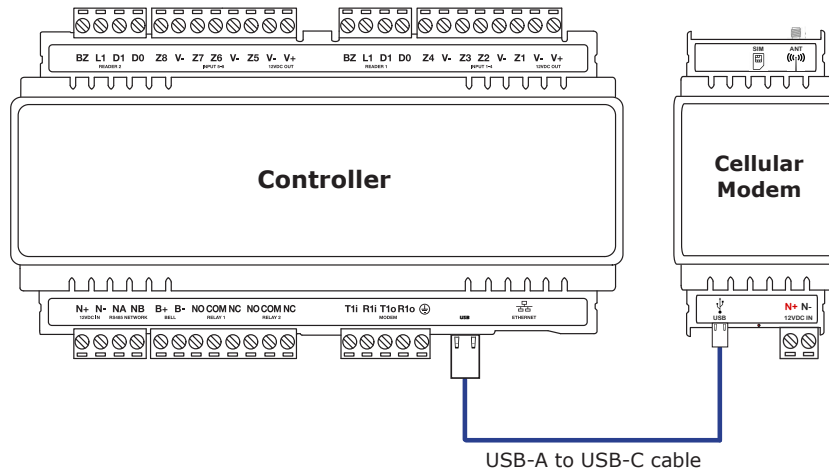 BZ L1 D1 D0 Z8 V- Z7 Z6 V- Z5 V- V+
READER 2 INPUT 5-8 12VDC OUT
BZ L1 D1 D0 Z4 V- Z3 Z2 V- Z1 V- V+
READER 1 INPUT 1-4 12VDC OUT
SIM ANT
Controller
Cellular
Modem
N+ N- NA NB B+ B- NO COM NC NO COM NC
12VDC IN RS485 NETWORK BELL RELAY 1 RELAY 2
T1i R1i T1o R1o
MODEM USB ETHERNET
N+ N-
USB 12VDC IN
USB-A to USB-C cable